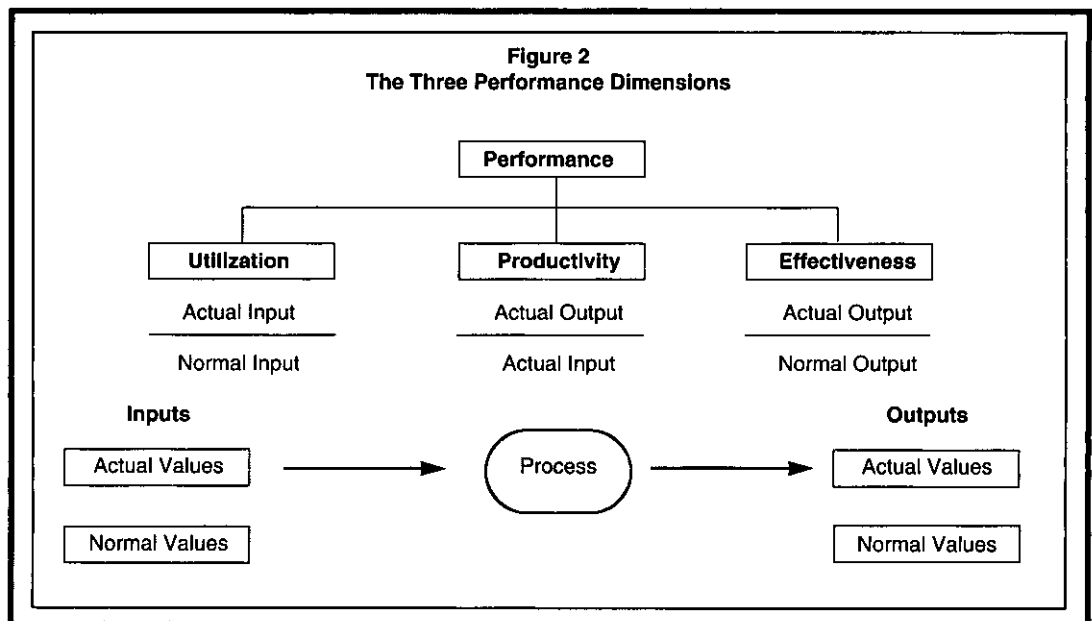 Figure 2
The Three Performance Dimensions
Performance
Utilization
Productivity
Effectiveness
Actual Input
Actual Output
Actual Output
Normal Input
Actual Input
Normal Output
Inputs
Outputs
Actual Values
Process
Actual Values
Normal Values
Normal Values